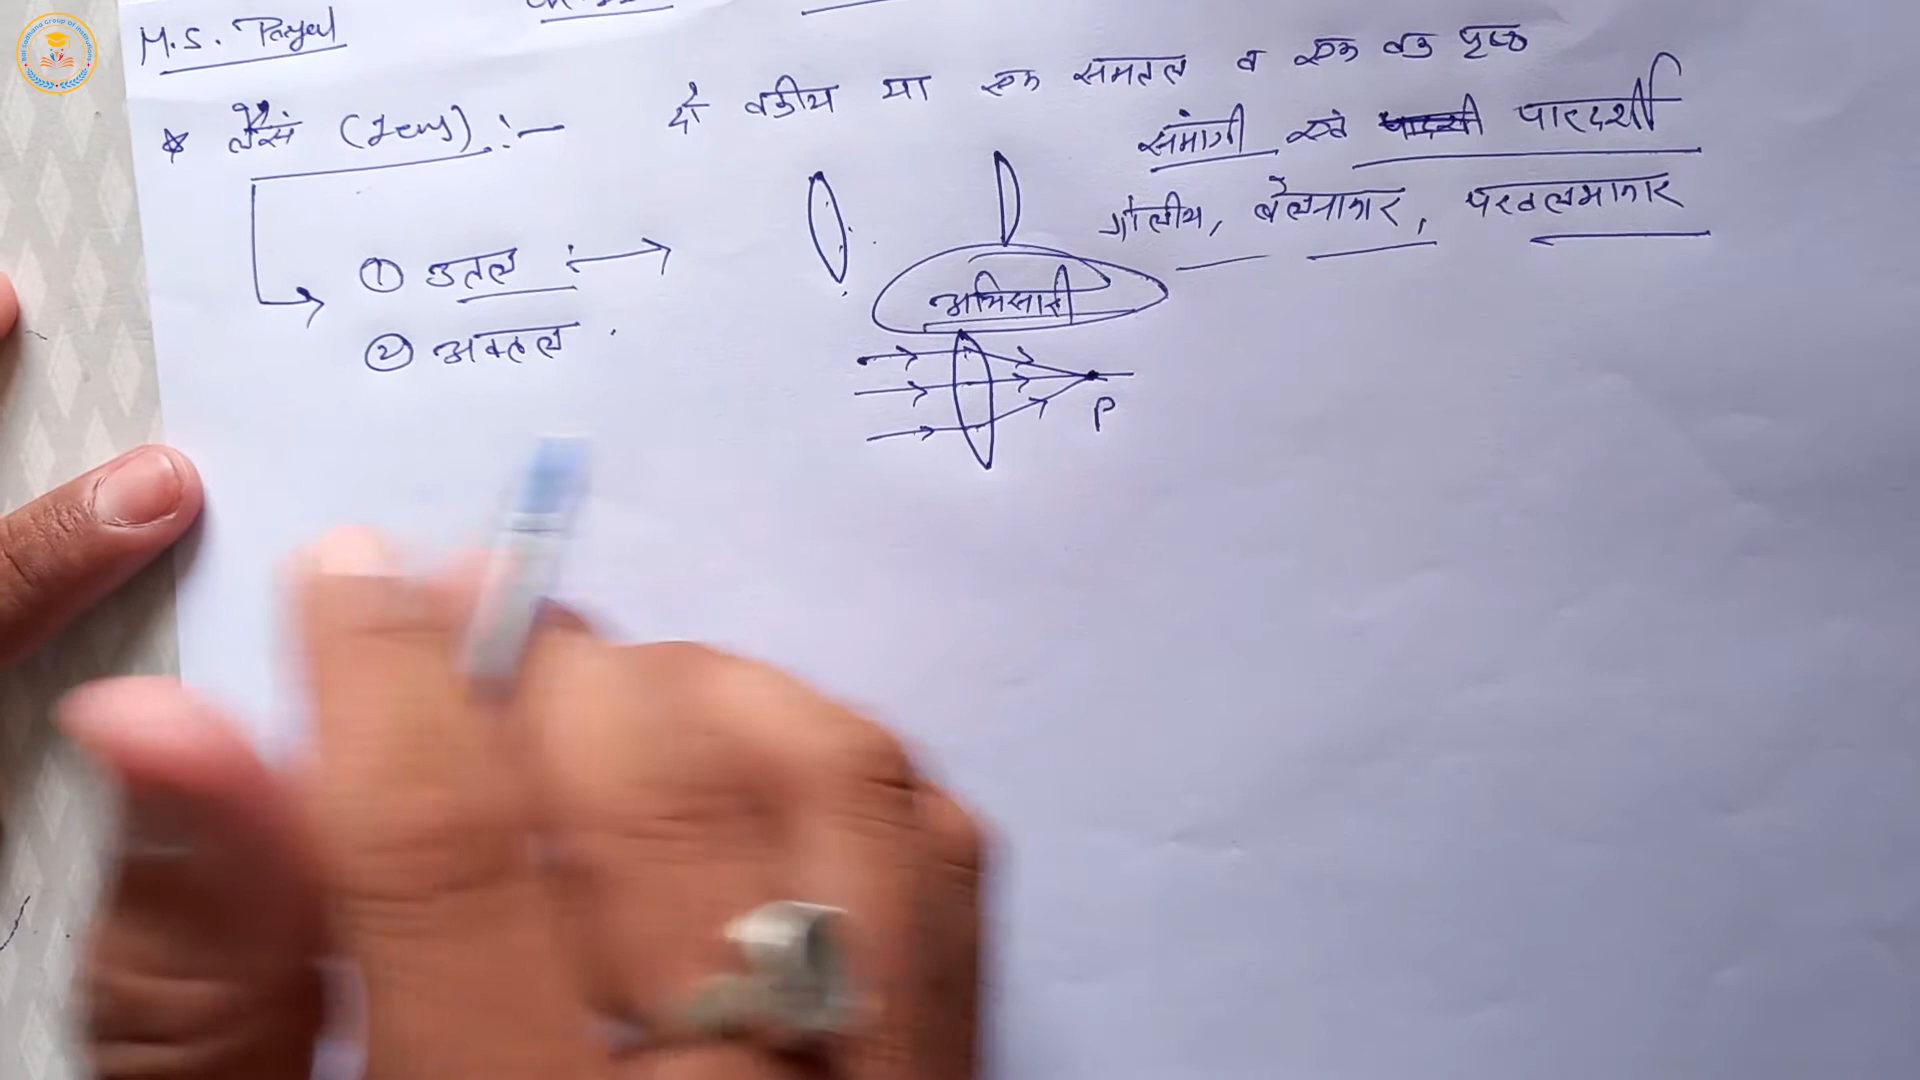 M.S. Payal
* लेंस (Lens) :- दो वक्रीय या एक समतल व एक वक्र पृष्ठ
समांगी एवं पारदर्शी
गोलीय, बेलनाकार, परवलयाकार
① उत्तल :→
② अवतल
अभिसारी
P